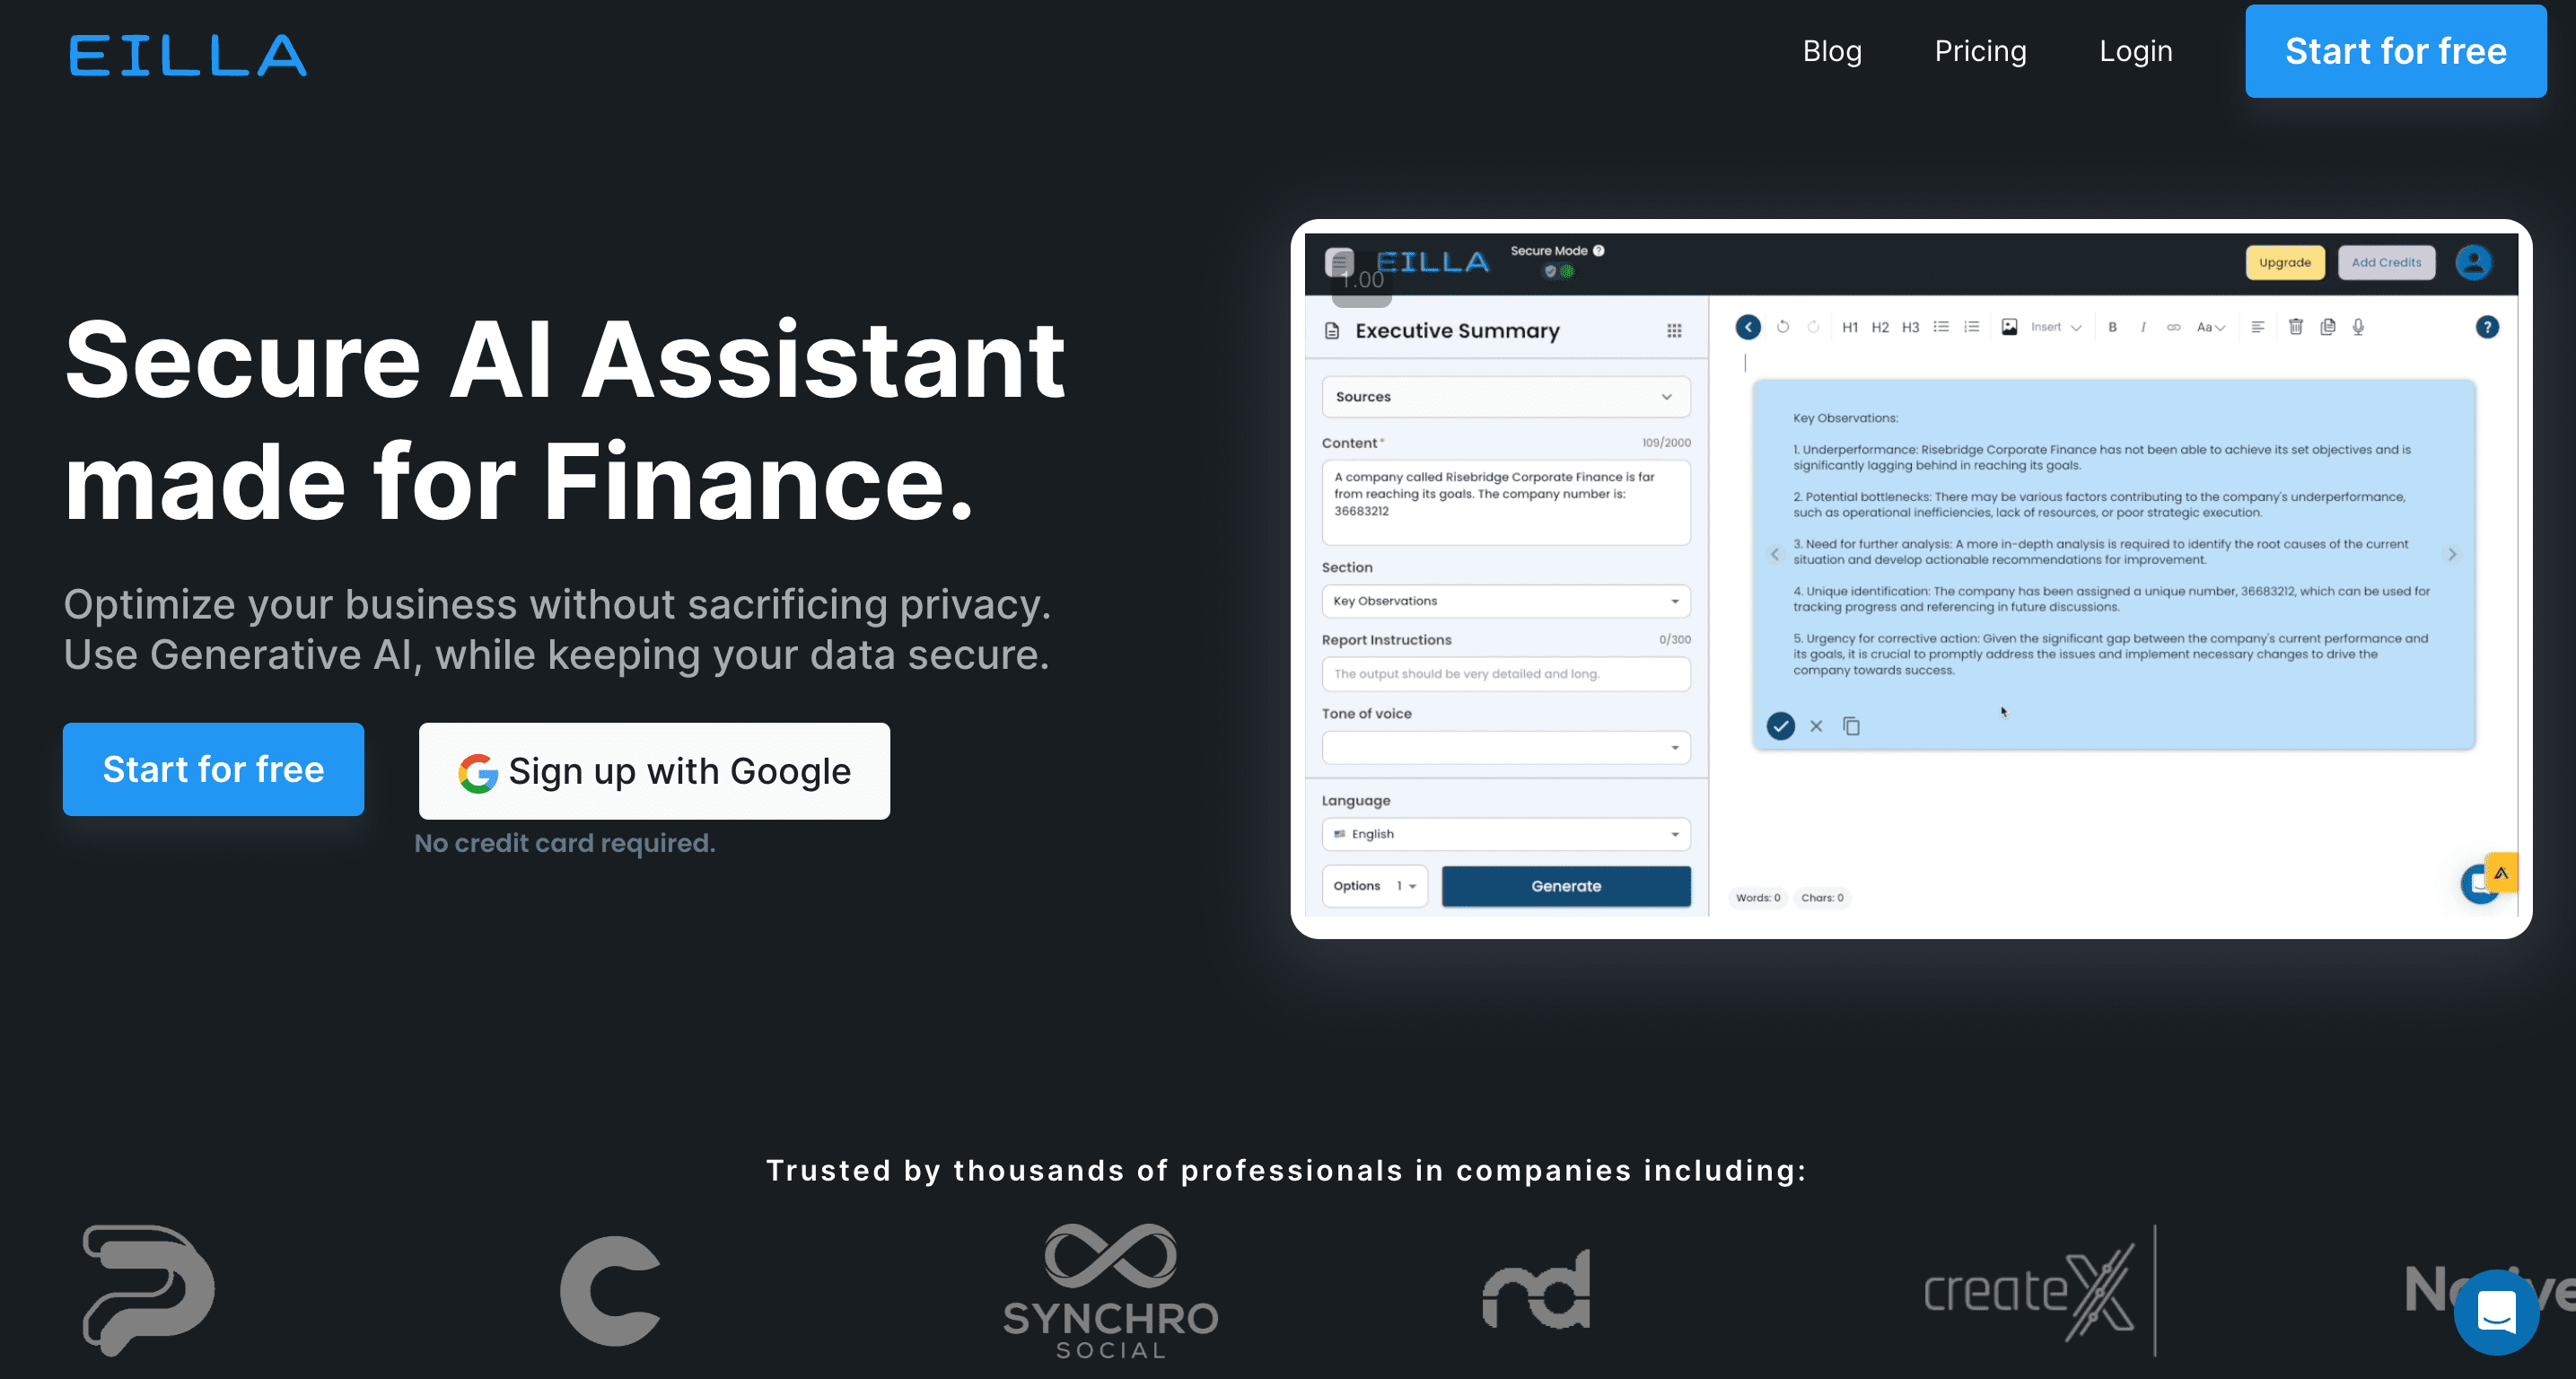 EILLA
Blog
Pricing
Login
Start for free
Secure AI Assistant
made for Finance.
Optimize your business without sacrificing privacy.
Use Generative AI, while keeping your data secure.
Start for free
Sign up with Google
No credit card required.
EILLA
1.00
Secure Mode
Upgrade
Add Credits
Executive Summary
Sources
Content* 109/2000
A company called Risebridge Corporate Finance is far
from reaching its goals. The company number is:
36683212
Section
Key Observations
Report Instructions 0/300
The output should be very detailed and long.
Tone of voice
Language
English
Options 1
Generate
H1 H2 H3 Insert B I Aa ?
Key Observations:
1. Underperformance: Risebridge Corporate Finance has not been able to achieve its set objectives and is
significantly lagging behind in reaching its goals.
2. Potential bottlenecks: There may be various factors contributing to the company's underperformance,
such as operational inefficiencies, lack of resources, or poor strategic execution.
3. Need for further analysis: A more in-depth analysis is required to identify the root causes of the current
situation and develop actionable recommendations for improvement.
4. Unique identification: The company has been assigned a unique number, 36683212, which can be used for
tracking progress and referencing in future discussions.
5. Urgency for corrective action: Given the significant gap between the company's current performance and
its goals, it is crucial to promptly address the issues and implement necessary changes to drive the
company towards success.
Words: 0
Chars: 0
Trusted by thousands of professionals in companies including:
SYNCHRO
SOCIAL
createX